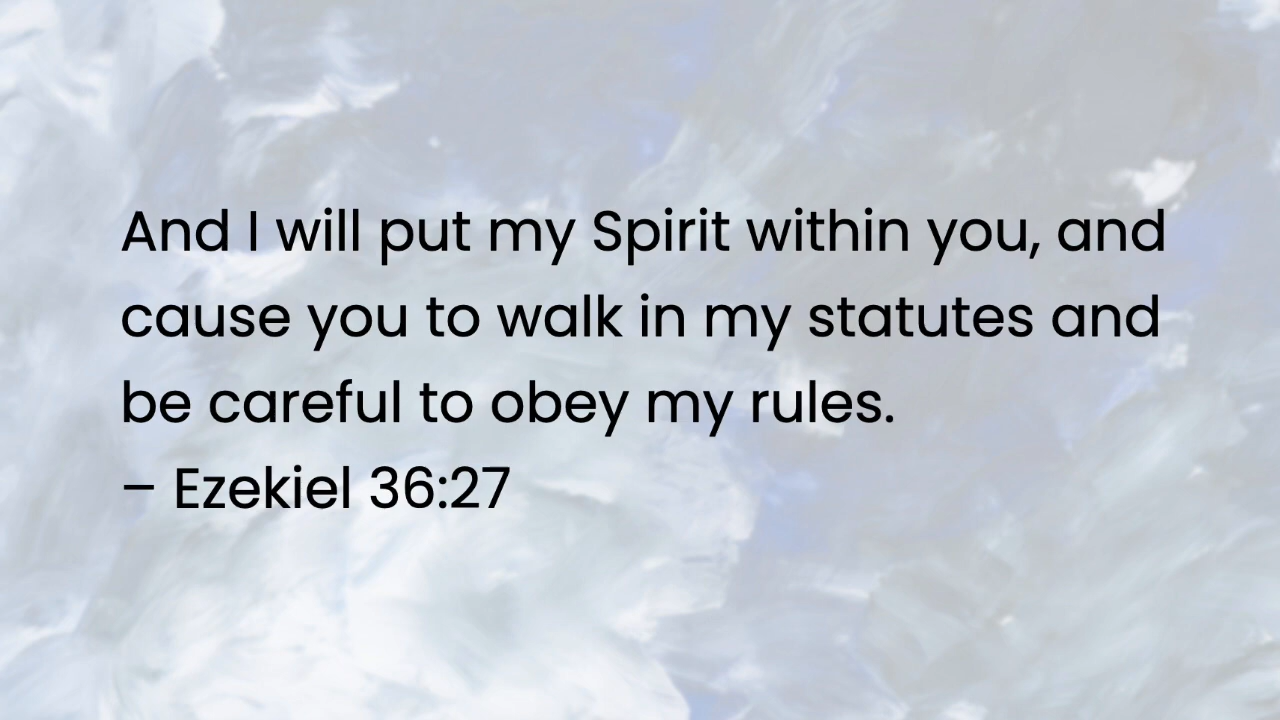 And I will put my Spirit within you, and
cause you to walk in my statutes and
be careful to obey my rules.
– Ezekiel 36:27